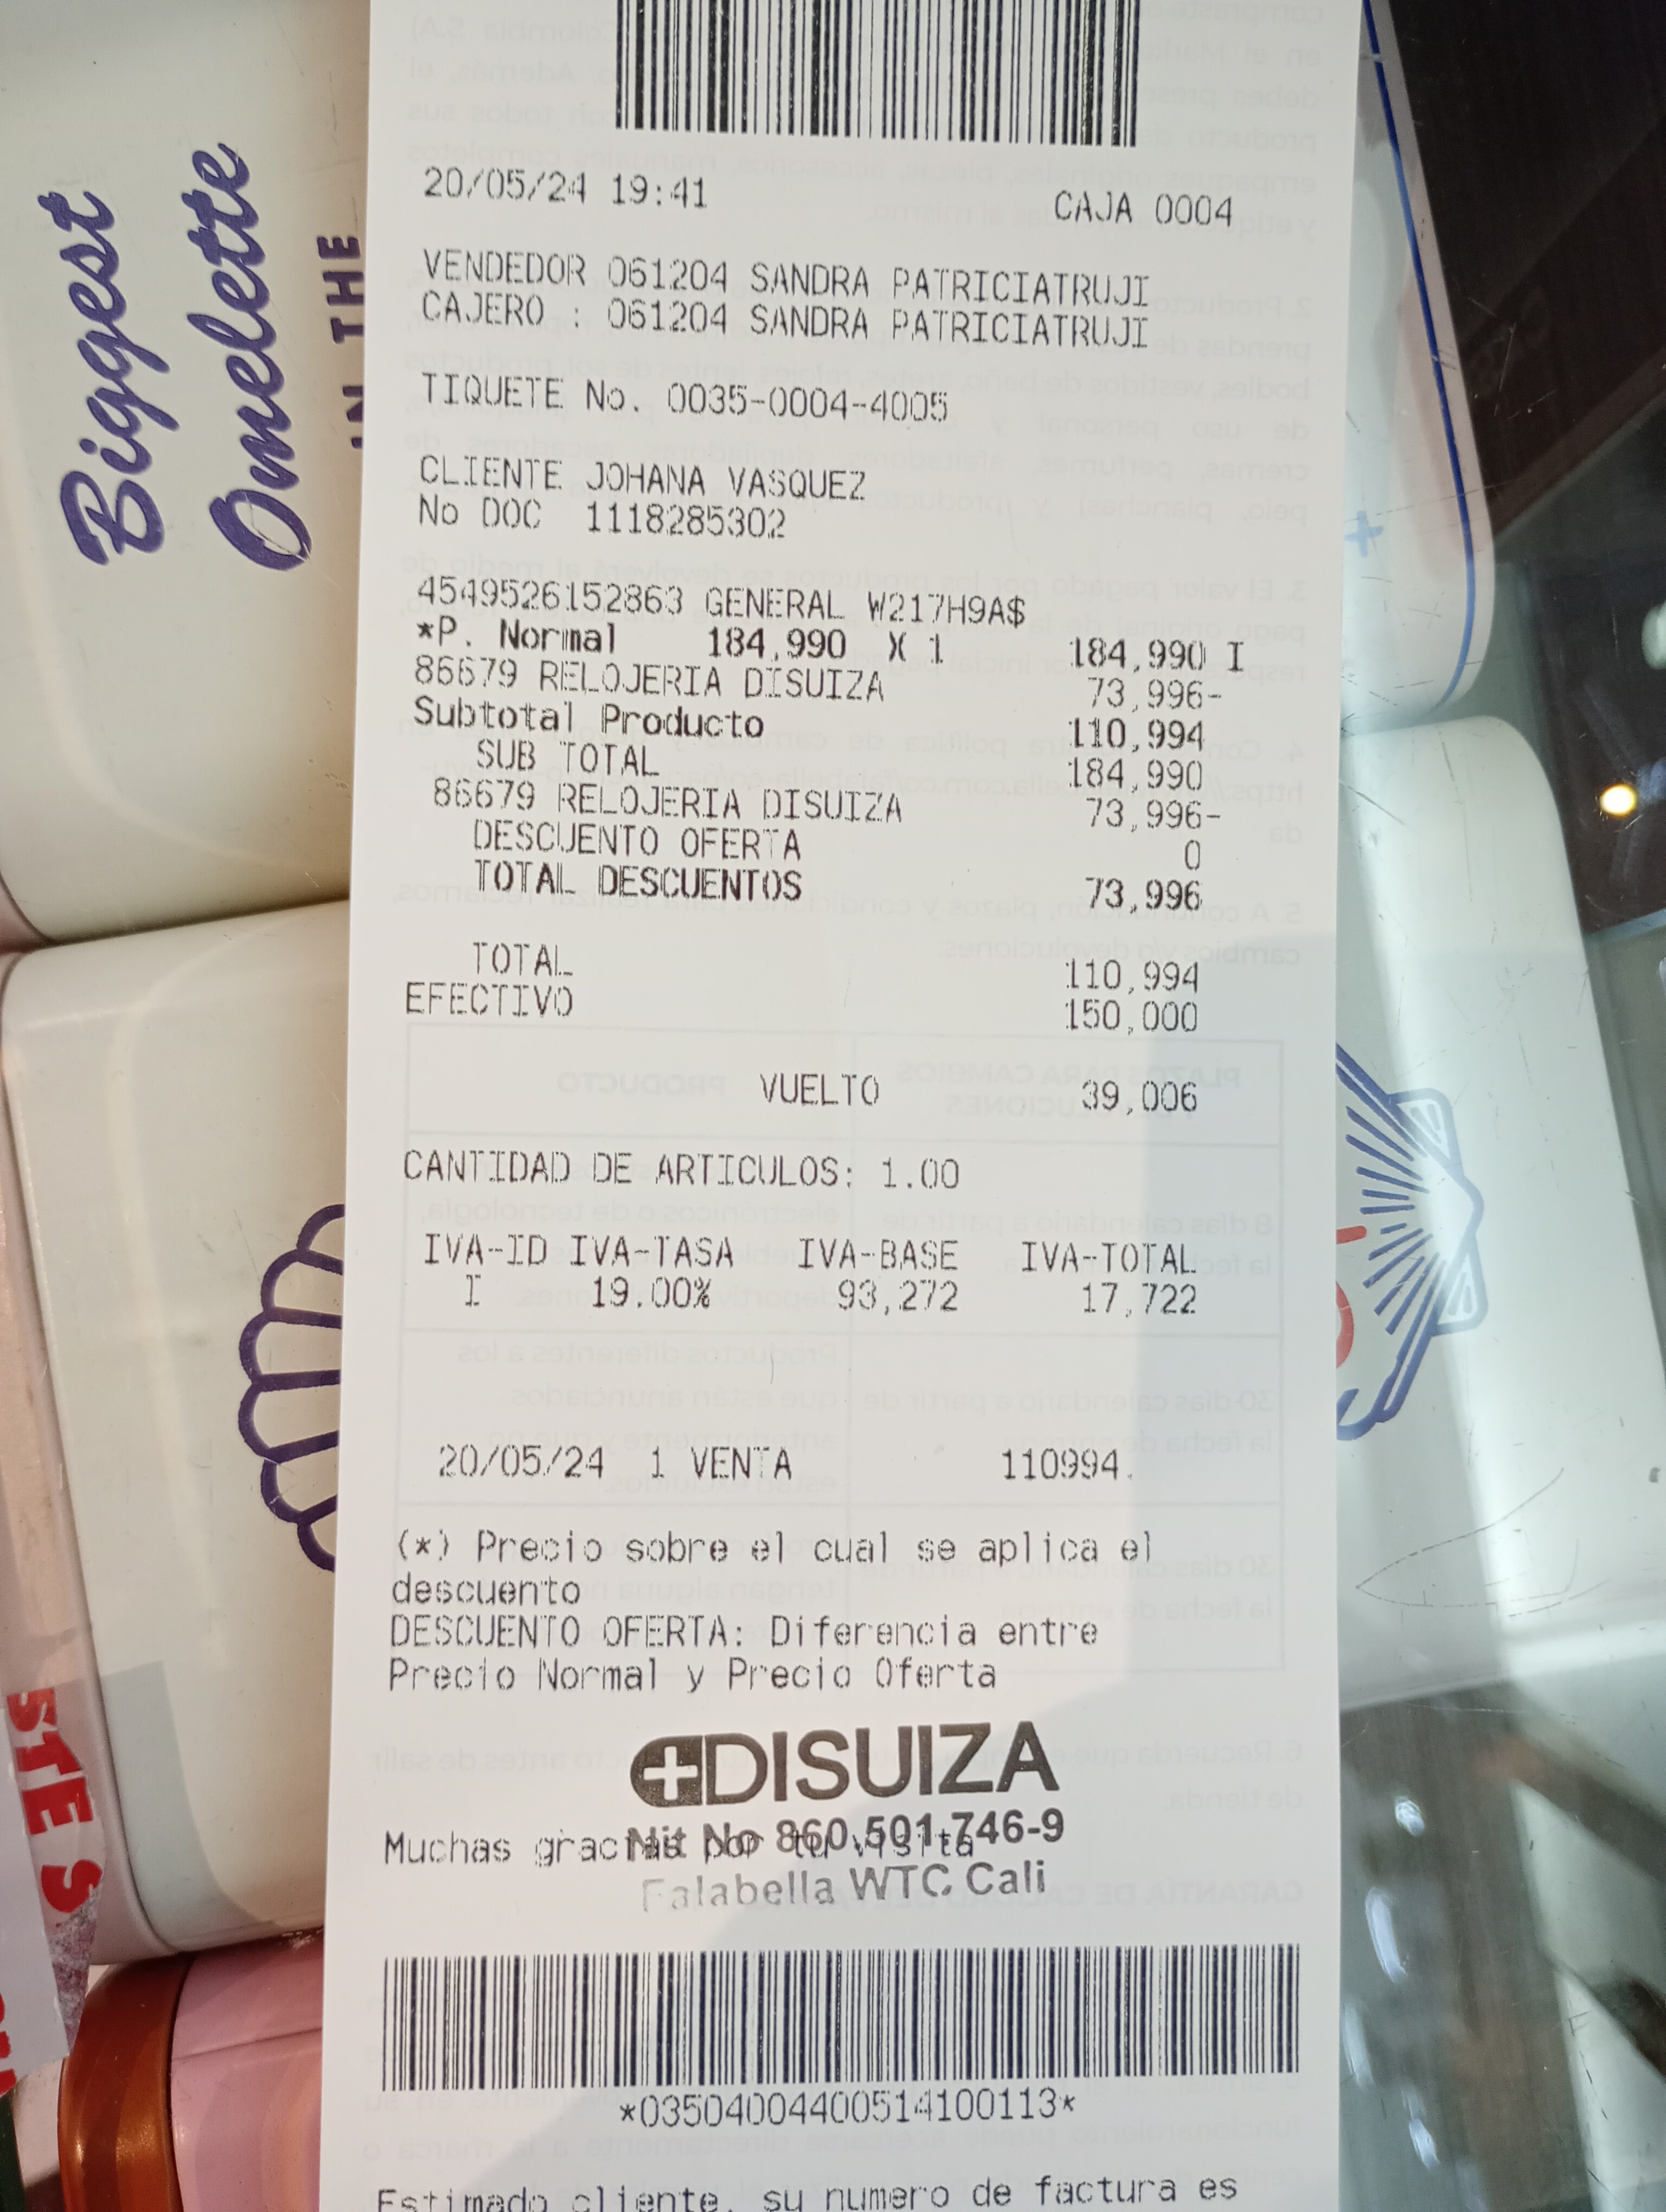 Biggest
Omelette
IN THE
20/05/24 19:41 CAJA 0004
VENDEDOR 061204 SANDRA PATRICIATRUJI
CAJERO : 061204 SANDRA PATRICIATRUJI
TIQUETE No. 0035-0004-4005
CLIENTE JOHANA VASQUEZ
No DOC 1118285302
4549526152863 GENERAL W217H9A$
*P. Normal 184,990 X 1 184,990 I
86679 RELOJERIA DISUIZA 73,996-
Subtotal Producto 110,994
SUB TOTAL 184,990
86679 RELOJERIA DISUIZA 73,996-
DESCUENTO OFERTA 0
TOTAL DESCUENTOS 73,996
TOTAL 110,994
EFECTIVO 150,000
VUELTO 39,006
CANTIDAD DE ARTICULOS: 1.00
IVA-ID IVA-TASA IVA-BASE IVA-TOTAL
I 19.00% 93,272 17,722
20/05/24 1 VENTA 110994.
(*) Precio sobre el cual se aplica el
descuento
DESCUENTO OFERTA: Diferencia entre
Precio Normal y Precio Oferta
DISUIZA
Nit No 860.501.746-9
Muchas gracias por tu visita
Falabella WTC Cali
*03504004400514100113*
Estimado cliente, su numero de factura es
STE S